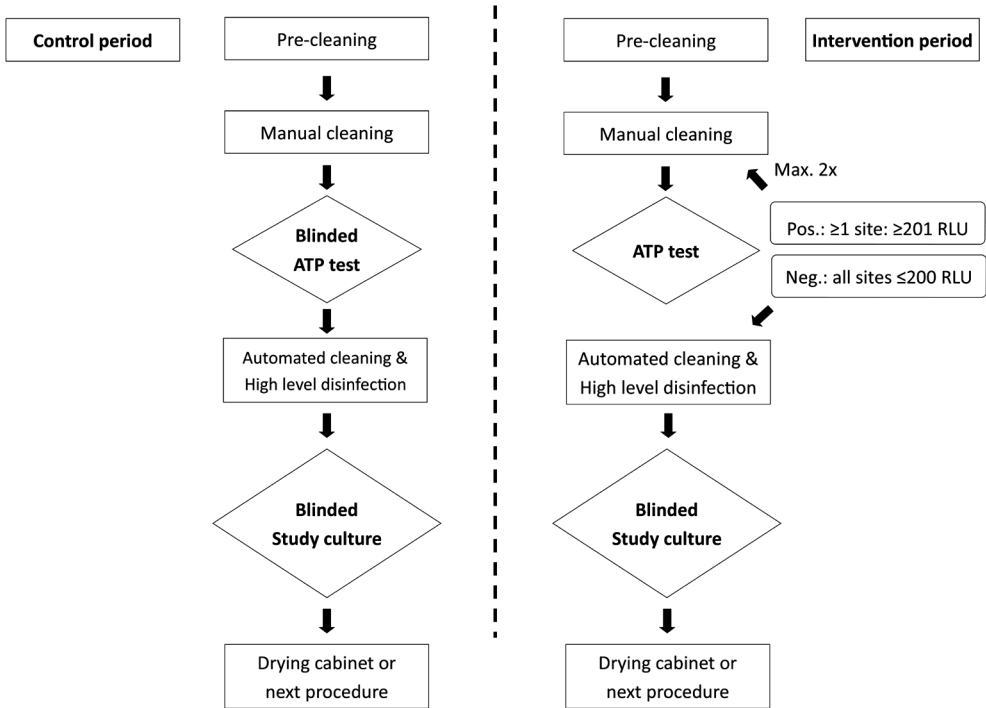 Control period
Pre-cleaning
Manual cleaning
Blinded
ATP test
Automated cleaning &
High level disinfection
Blinded
Study culture
Drying cabinet or
next procedure
Pre-cleaning
Intervention period
Manual cleaning
Max. 2x
ATP test
Pos.: ≥1 site: ≥201 RLU
Neg.: all sites ≤200 RLU
Automated cleaning &
High level disinfection
Blinded
Study culture
Drying cabinet or
next procedure